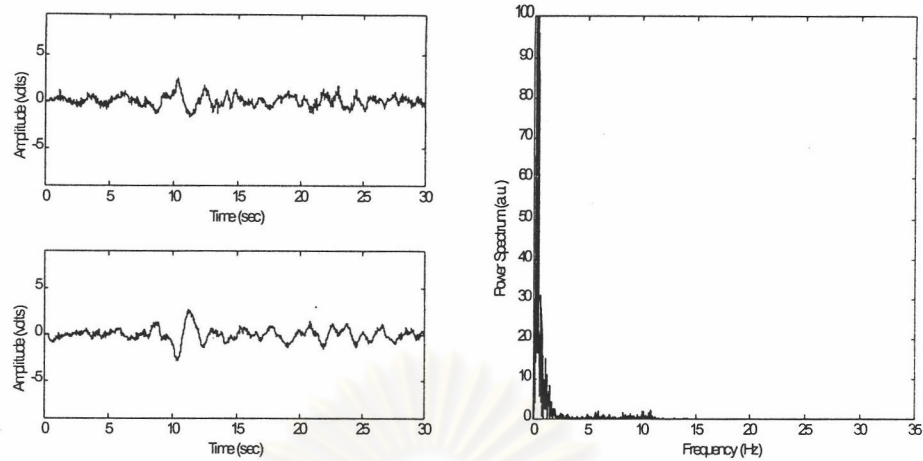 5
0
-5
Amplitude (volts)
0 5 10 15 20 25 30
Time (sec)
5
0
-5
Amplitude (volts)
0 5 10 15 20 25 30
Time (sec)
100
90
80
70
60
50
40
30
20
10
0
Power Spectrum (a.u.)
0 5 10 15 20 25 30 35
Frequency (Hz)